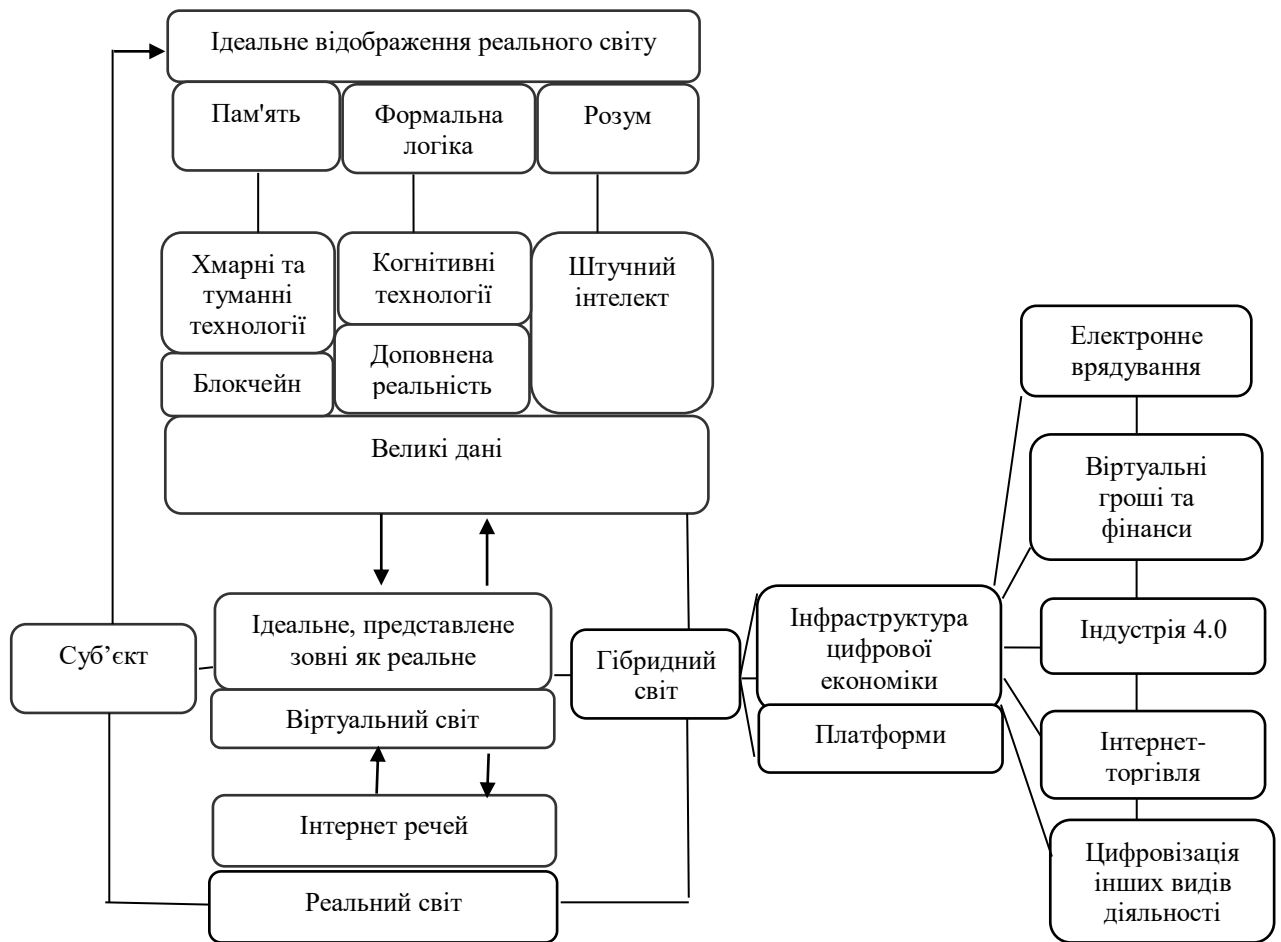 Ідеальне відображення реального світу
Пам'ять
Формальна
логіка
Розум
Хмарні та
туманні
технології
Когнітивні
технології
Штучний
інтелект
Блокчейн
Доповнена
реальність
Великі дані
Суб’єкт
Ідеальне, представлене
зовні як реальне
Віртуальний світ
Інтернет речей
Реальний світ
Гібридний
світ
Інфраструктура
цифрової
економіки
Платформи
Електронне
врядування
Віртуальні
гроші та
фінанси
Індустрія 4.0
Інтернет-
торгівля
Цифровізація
інших видів
діяльності